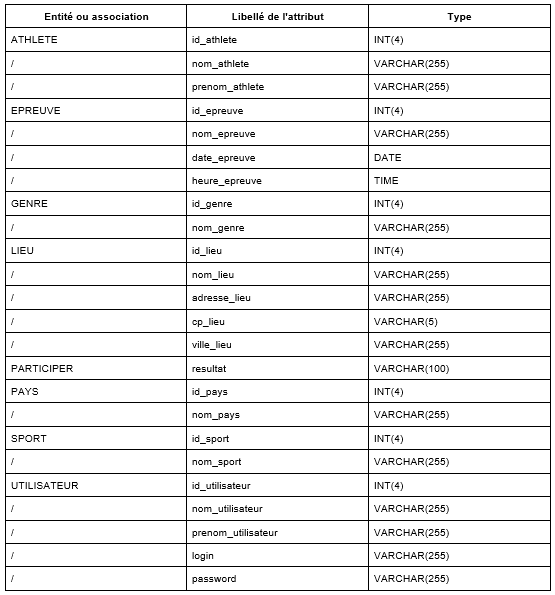 Entité ou association Libellé de l'attribut Type
ATHLETE id_athlete INT(4)
/ nom_athlete VARCHAR(255)
/ prenom_athlete VARCHAR(255)
EPREUVE id_epreuve INT(4)
/ nom_epreuve VARCHAR(255)
/ date_epreuve DATE
/ heure_epreuve TIME
GENRE id_genre INT(4)
/ nom_genre VARCHAR(255)
LIEU id_lieu INT(4)
/ nom_lieu VARCHAR(255)
/ adresse_lieu VARCHAR(255)
/ cp_lieu VARCHAR(5)
/ ville_lieu VARCHAR(255)
PARTICIPER resultat VARCHAR(100)
PAYS id_pays INT(4)
/ nom_pays VARCHAR(255)
SPORT id_sport INT(4)
/ nom_sport VARCHAR(255)
UTILISATEUR id_utilisateur INT(4)
/ nom_utilisateur VARCHAR(255)
/ prenom_utilisateur VARCHAR(255)
/ login VARCHAR(255)
/ password VARCHAR(255)